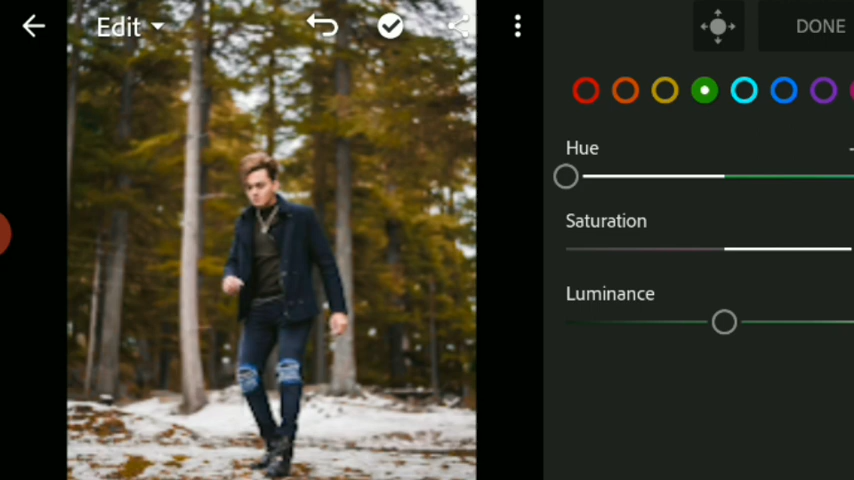 Edit
DONE
Hue
Saturation
Luminance